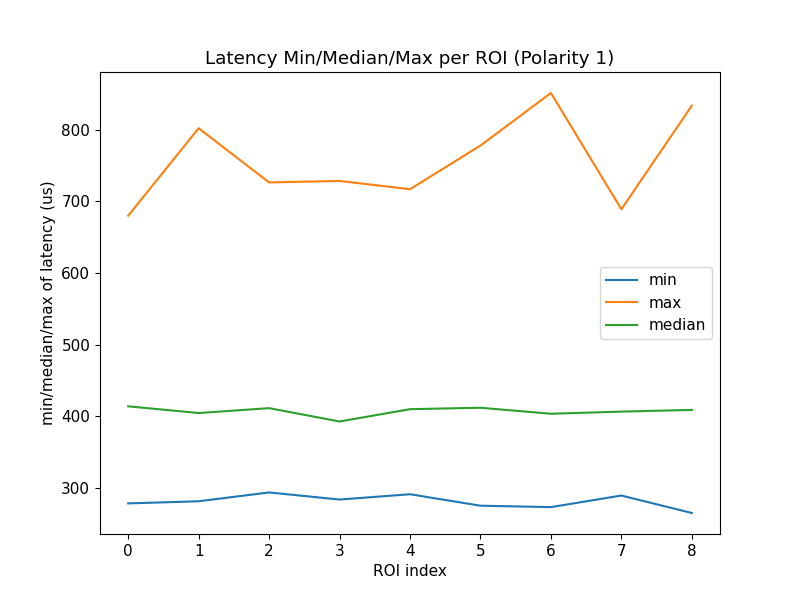 Latency Min/Median/Max per ROI (Polarity 1)
min/median/max of latency (us)
800
700
600
500
400
300
min
max
median
0 1 2 3 4 5 6 7 8
ROI index